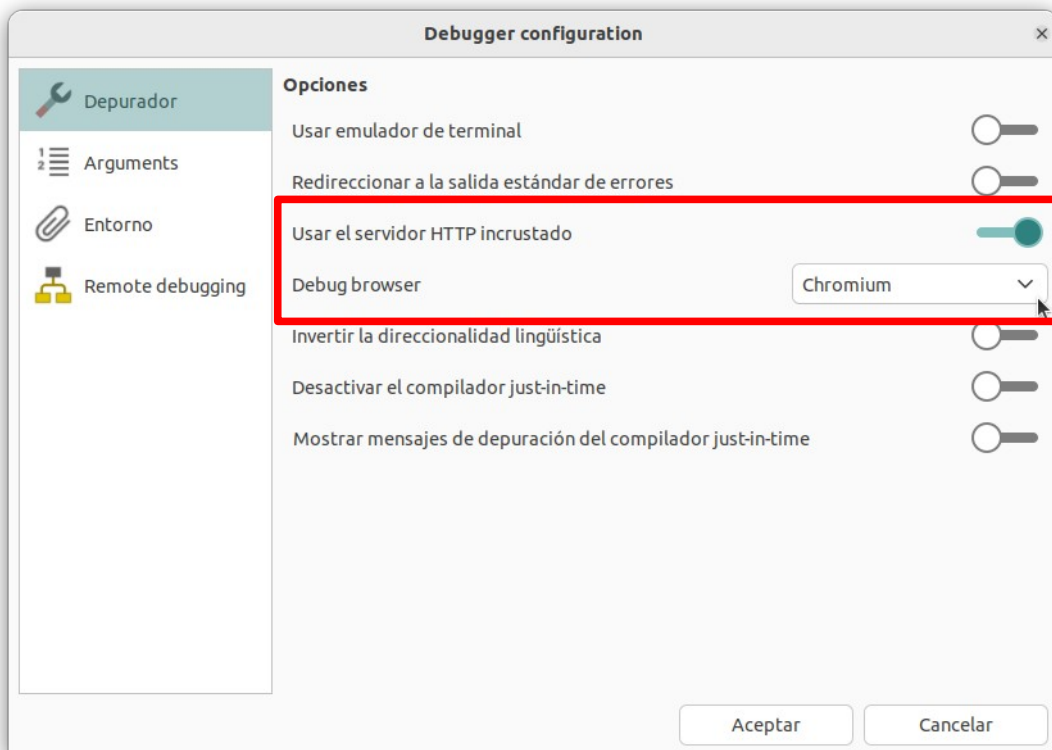 Debugger configuration
Depurador
Arguments
Entorno
Remote debugging
Opciones
Usar emulador de terminal
Redireccionar a la salida estándar de errores
Usar el servidor HTTP incrustado
Debug browser
Chromium
Invertir la direccionalidad lingüística
Desactivar el compilador just-in-time
Mostrar mensajes de depuración del compilador just-in-time
Aceptar
Cancelar